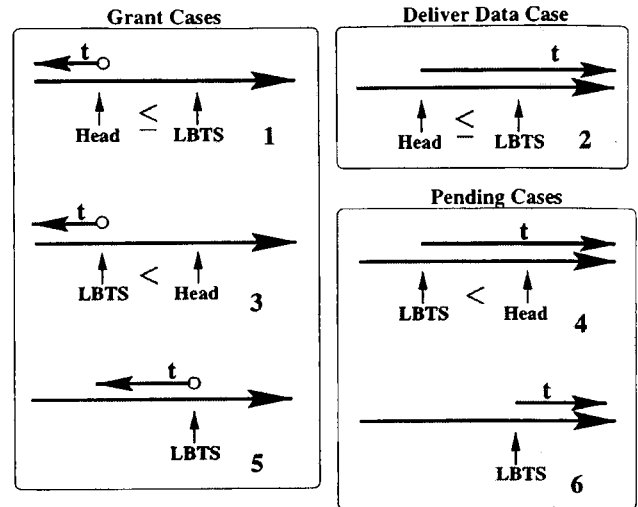 Grant Cases
t
Head ≤ LBTS 1
t
LBTS < Head 3
t
LBTS 5
Deliver Data Case
t
Head ≤ LBTS 2
Pending Cases
t
LBTS < Head 4
t
LBTS 6